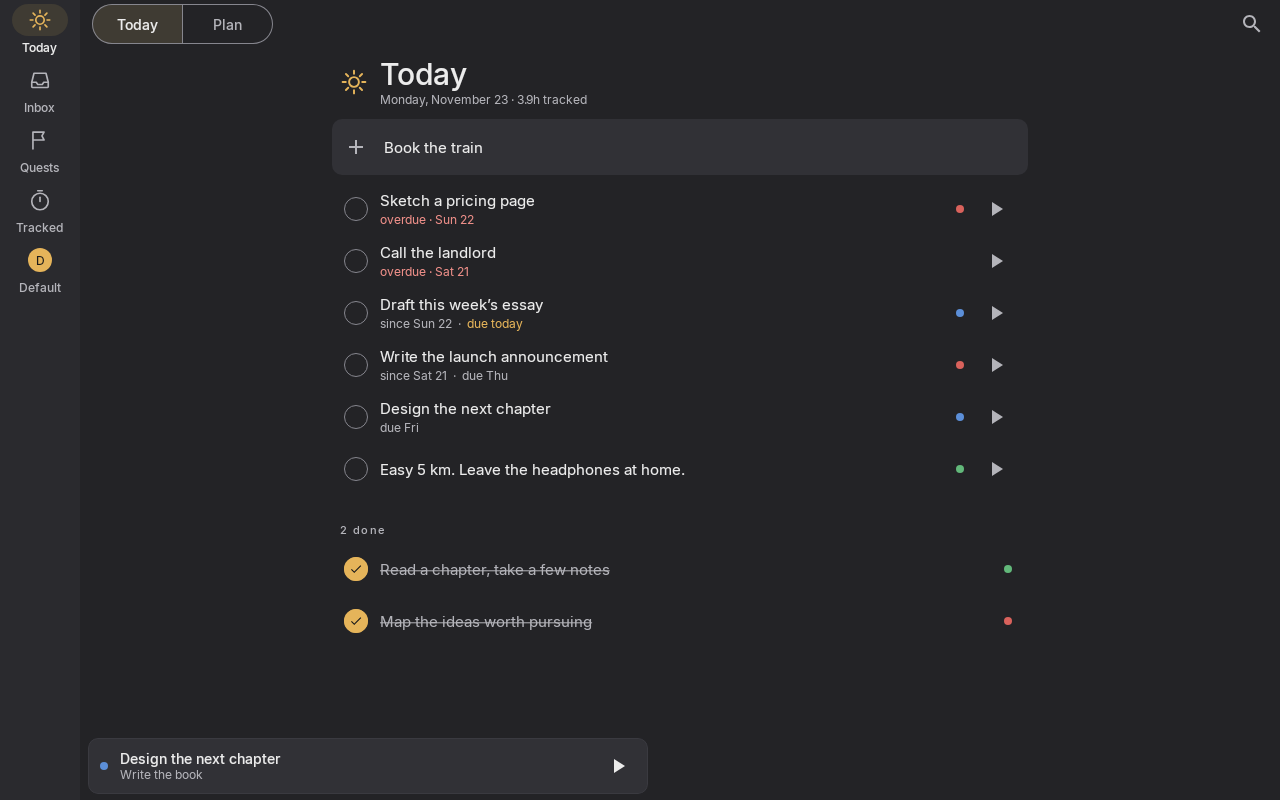 Today
Inbox
Quests
Tracked
D
Default
Today
Plan
Today
Monday, November 23 · 3.9h tracked
Book the train
Sketch a pricing page
overdue · Sun 22
Call the landlord
overdue · Sat 21
Draft this week’s essay
since Sun 22 · due today
Write the launch announcement
since Sat 21 · due Thu
Design the next chapter
due Fri
Easy 5 km. Leave the headphones at home.
2 done
Read a chapter, take a few notes
Map the ideas worth pursuing
Design the next chapter
Write the book